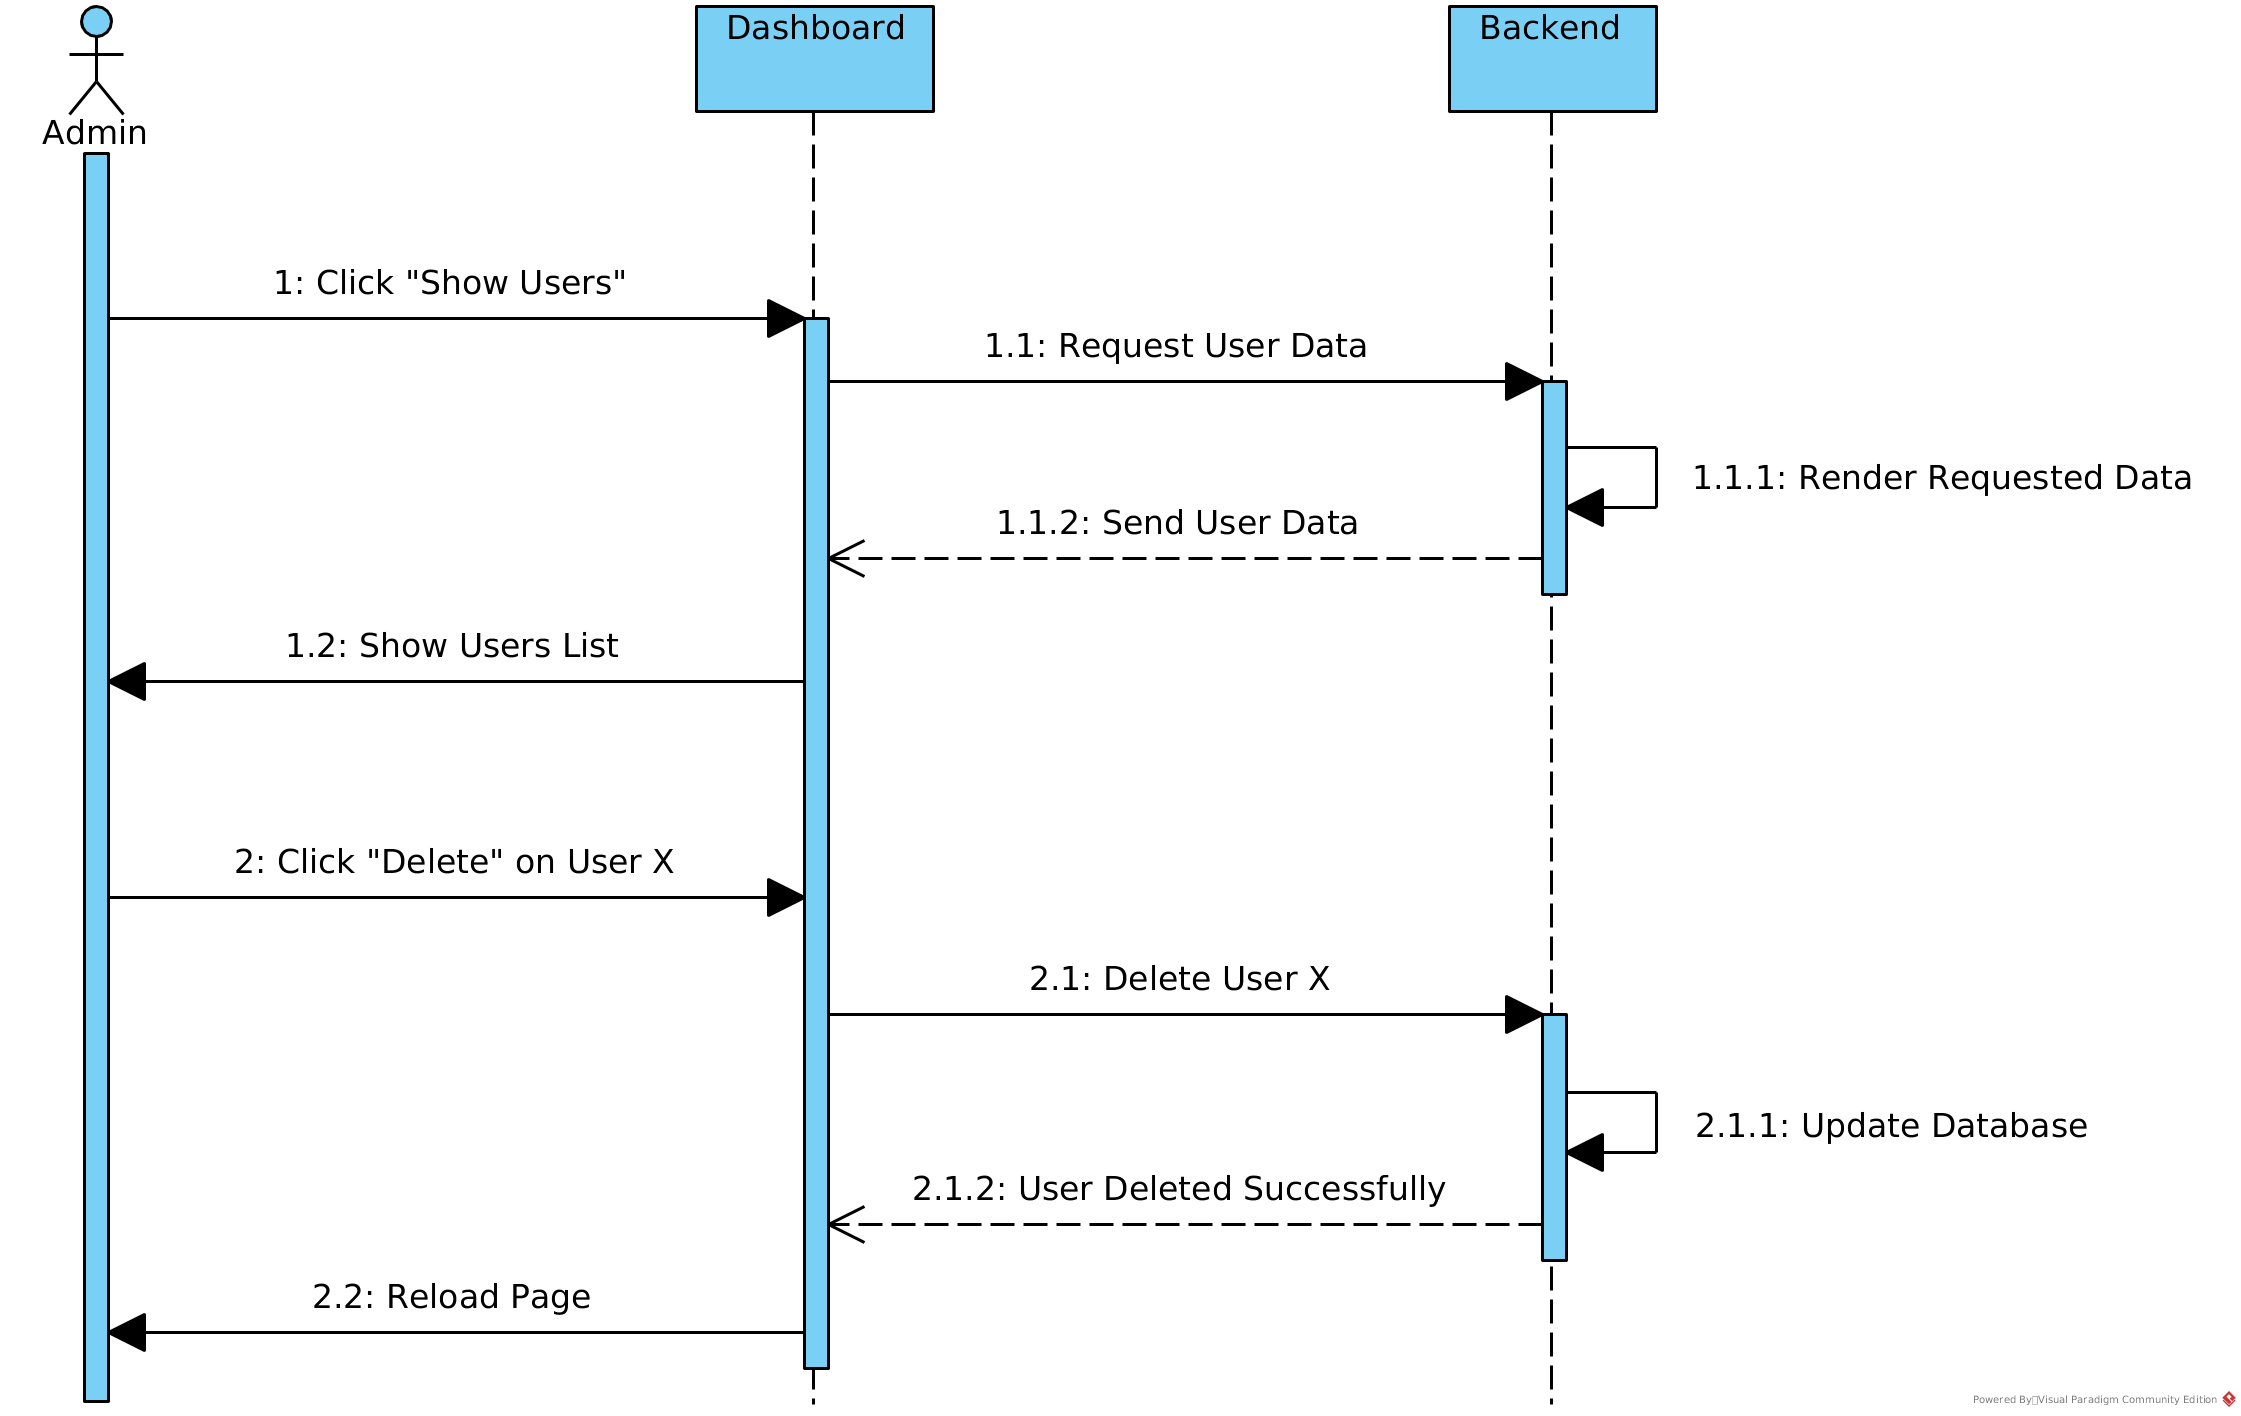 Dashboard
Backend
Admin
1: Click "Show Users"
1.1: Request User Data
1.1.1: Render Requested Data
1.1.2: Send User Data
1.2: Show Users List
2: Click "Delete" on User X
2.1: Delete User X
2.1.1: Update Database
2.1.2: User Deleted Successfully
2.2: Reload Page
Powered By Visual Paradigm Community Edition